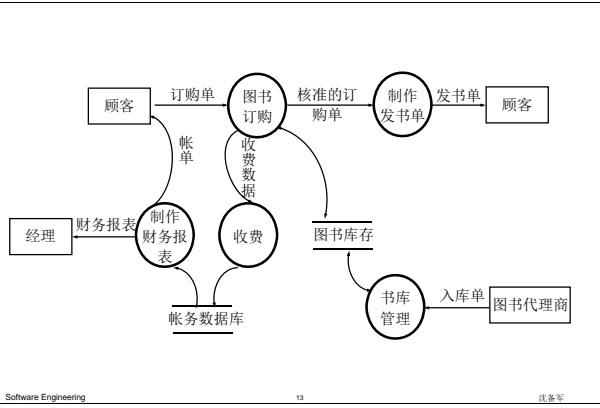 顾客
订购单
图书
订购
核准的订
购单
制作
发书单
发书单
顾客
帐
单
收
费
数
据
经理
财务报表
制作
财务报
表
收费
图书库存
帐务数据库
书库
管理
入库单
图书代理商
Software Engineering
13
沈备军